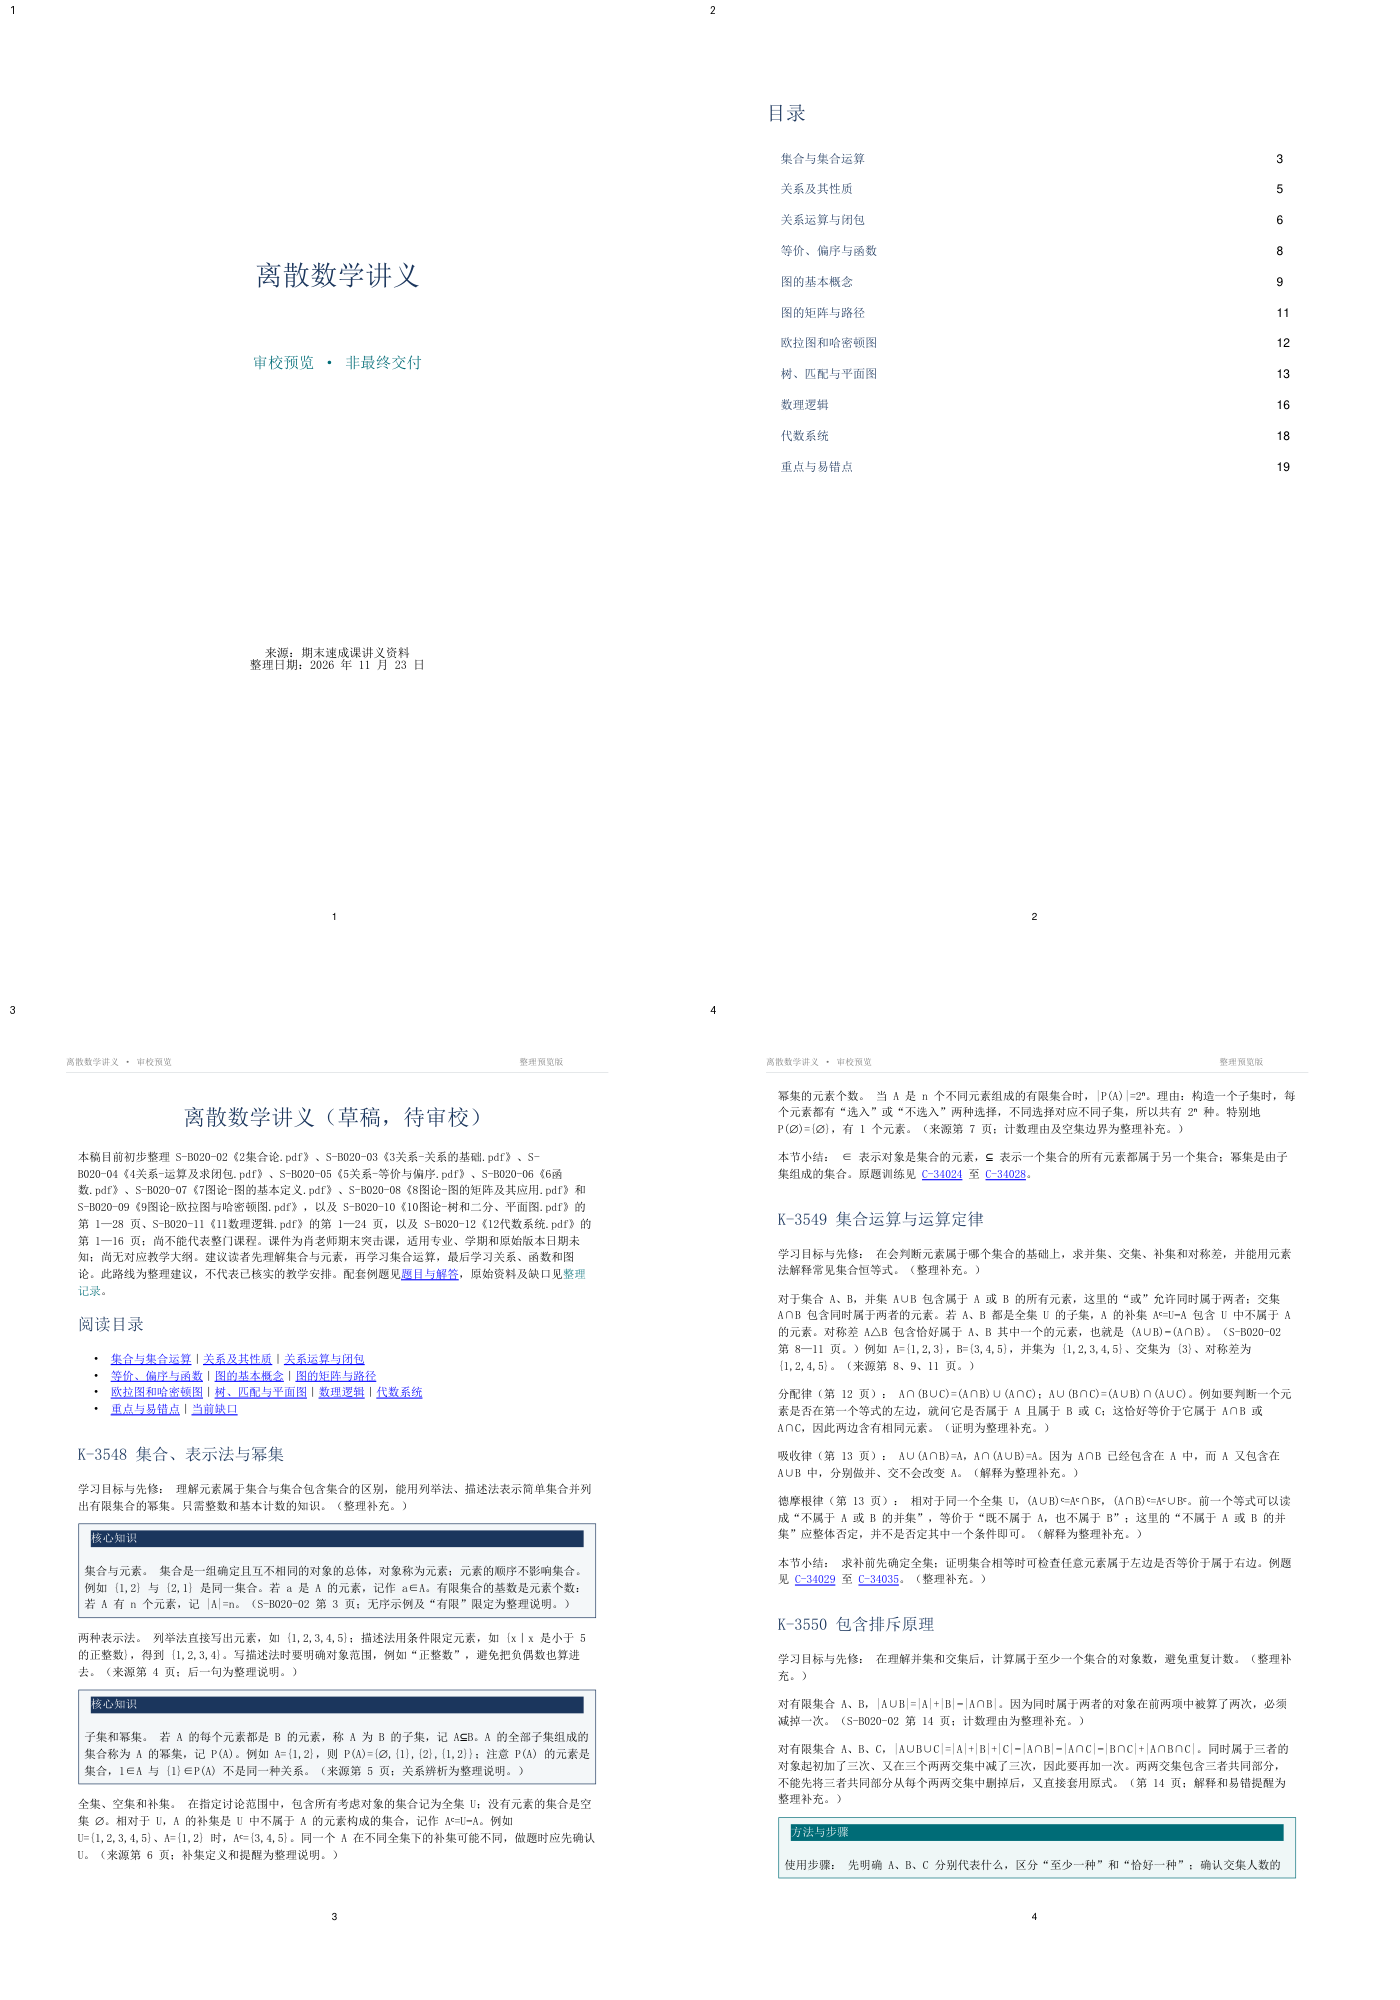 1
离散数学讲义
审校预览 • 非最终交付
来源：期末速成课讲义资料
整理日期：2026 年 11 月 23 日
1
2
目录
集合与集合运算 3
关系及其性质 5
关系运算与闭包 6
等价、偏序与函数 8
图的基本概念 9
图的矩阵与路径 11
欧拉图和哈密顿图 12
树、匹配与平面图 13
数理逻辑 16
代数系统 18
重点与易错点 19
2
3
离散数学讲义 • 审校预览 整理预览版
离散数学讲义（草稿，待审校）
本稿目前初步整理 S-B020-02《2集合论.pdf》、S-B020-03《3关系-关系的基础.pdf》、S-
B020-04《4关系-运算及求闭包.pdf》、S-B020-05《5关系-等价与偏序.pdf》、S-B020-06《6函
数.pdf》、S-B020-07《7图论-图的基本定义.pdf》、S-B020-08《8图论-图的矩阵及其应用.pdf》和
S-B020-09《9图论-欧拉图与哈密顿图.pdf》，以及 S-B020-10《10图论-树和二分、平面图.pdf》的
第 1—28 页、S-B020-11《11数理逻辑.pdf》的第 1—24 页，以及 S-B020-12《12代数系统.pdf》的
第 1—16 页；尚不能代表整门课程。课件为肖老师期末突击课，适用专业、学期和原始版本日期未
知；尚无对应教学大纲。建议读者先理解集合与元素，再学习集合运算，最后学习关系、函数和图
论。此路线为整理建议，不代表已核实的教学安排。配套例题见题目与解答，原始资料及缺口见整理
记录。
阅读目录
• 集合与集合运算 | 关系及其性质 | 关系运算与闭包
• 等价、偏序与函数 | 图的基本概念 | 图的矩阵与路径
• 欧拉图和哈密顿图 | 树、匹配与平面图 | 数理逻辑 | 代数系统
• 重点与易错点 | 当前缺口
K-3548 集合、表示法与幂集
学习目标与先修： 理解元素属于集合与集合包含集合的区别，能用列举法、描述法表示简单集合并列
出有限集合的幂集。只需整数和基本计数的知识。（整理补充。）
核心知识
集合与元素。 集合是一组确定且互不相同的对象的总体，对象称为元素；元素的顺序不影响集合。
例如 {1,2} 与 {2,1} 是同一集合。若 a 是 A 的元素，记作 a∈A。有限集合的基数是元素个数：
若 A 有 n 个元素，记 |A|=n。（S-B020-02 第 3 页；无序示例及“有限”限定为整理说明。）
两种表示法。 列举法直接写出元素，如 {1,2,3,4,5}；描述法用条件限定元素，如 {x|x 是小于 5
的正整数}，得到 {1,2,3,4}。写描述法时要明确对象范围，例如“正整数”，避免把负偶数也算进
去。（来源第 4 页；后一句为整理说明。）
核心知识
子集和幂集。 若 A 的每个元素都是 B 的元素，称 A 为 B 的子集，记 A⊆B。A 的全部子集组成的
集合称为 A 的幂集，记 P(A)。例如 A={1,2}，则 P(A)={∅,{1},{2},{1,2}}；注意 P(A) 的元素是
集合，1∈A 与 {1}∈P(A) 不是同一种关系。（来源第 5 页；关系辨析为整理说明。）
全集、空集和补集。 在指定讨论范围中，包含所有考虑对象的集合记为全集 U；没有元素的集合是空
集 ∅。相对于 U，A 的补集是 U 中不属于 A 的元素构成的集合，记作 Aᶜ=U−A。例如
U={1,2,3,4,5}、A={1,2} 时，Aᶜ={3,4,5}。同一个 A 在不同全集下的补集可能不同，做题时应先确认
U。（来源第 6 页；补集定义和提醒为整理说明。）
3
4
离散数学讲义 • 审校预览 整理预览版
幂集的元素个数。 当 A 是 n 个不同元素组成的有限集合时，|P(A)|=2ⁿ。理由：构造一个子集时，每
个元素都有“选入”或“不选入”两种选择，不同选择对应不同子集，所以共有 2ⁿ 种。特别地
P(∅)={∅}，有 1 个元素。（来源第 7 页；计数理由及空集边界为整理补充。）
本节小结： ∈ 表示对象是集合的元素，⊆ 表示一个集合的所有元素都属于另一个集合；幂集是由子
集组成的集合。原题训练见 C-34024 至 C-34028。
K-3549 集合运算与运算定律
学习目标与先修： 在会判断元素属于哪个集合的基础上，求并集、交集、补集和对称差，并能用元素
法解释常见集合恒等式。（整理补充。）
对于集合 A、B，并集 A∪B 包含属于 A 或 B 的所有元素，这里的“或”允许同时属于两者；交集
A∩B 包含同时属于两者的元素。若 A、B 都是全集 U 的子集，A 的补集 Aᶜ=U−A 包含 U 中不属于 A
的元素。对称差 A△B 包含恰好属于 A、B 其中一个的元素，也就是 (A∪B)−(A∩B)。（S-B020-02
第 8—11 页。）例如 A={1,2,3}，B={3,4,5}，并集为 {1,2,3,4,5}、交集为 {3}、对称差为
{1,2,4,5}。（来源第 8、9、11 页。）
分配律（第 12 页）： A∩(B∪C)=(A∩B)∪(A∩C)；A∪(B∩C)=(A∪B)∩(A∪C)。例如要判断一个元
素是否在第一个等式的左边，就问它是否属于 A 且属于 B 或 C；这恰好等价于它属于 A∩B 或
A∩C，因此两边含有相同元素。（证明为整理补充。）
吸收律（第 13 页）： A∪(A∩B)=A，A∩(A∪B)=A。因为 A∩B 已经包含在 A 中，而 A 又包含在
A∪B 中，分别做并、交不会改变 A。（解释为整理补充。）
德摩根律（第 13 页）： 相对于同一个全集 U，(A∪B)ᶜ=Aᶜ∩Bᶜ，(A∩B)ᶜ=Aᶜ∪Bᶜ。前一个等式可以读
成“不属于 A 或 B 的并集”，等价于“既不属于 A，也不属于 B”；这里的“不属于 A 或 B 的并
集”应整体否定，并不是否定其中一个条件即可。（解释为整理补充。）
本节小结： 求补前先确定全集；证明集合相等时可检查任意元素属于左边是否等价于属于右边。例题
见 C-34029 至 C-34035。（整理补充。）
K-3550 包含排斥原理
学习目标与先修： 在理解并集和交集后，计算属于至少一个集合的对象数，避免重复计数。（整理补
充。）
对有限集合 A、B，|A∪B|=|A|+|B|−|A∩B|。因为同时属于两者的对象在前两项中被算了两次，必须
减掉一次。（S-B020-02 第 14 页；计数理由为整理补充。）
对有限集合 A、B、C，|A∪B∪C|=|A|+|B|+|C|−|A∩B|−|A∩C|−|B∩C|+|A∩B∩C|。同时属于三者的
对象起初加了三次、又在三个两两交集中减了三次，因此要再加一次。两两交集包含三者共同部分，
不能先将三者共同部分从每个两两交集中删掉后，又直接套用原式。（第 14 页；解释和易错提醒为
整理补充。）
方法与步骤
使用步骤： 先明确 A、B、C 分别代表什么，区分“至少一种”和“恰好一种”；确认交集人数的
4